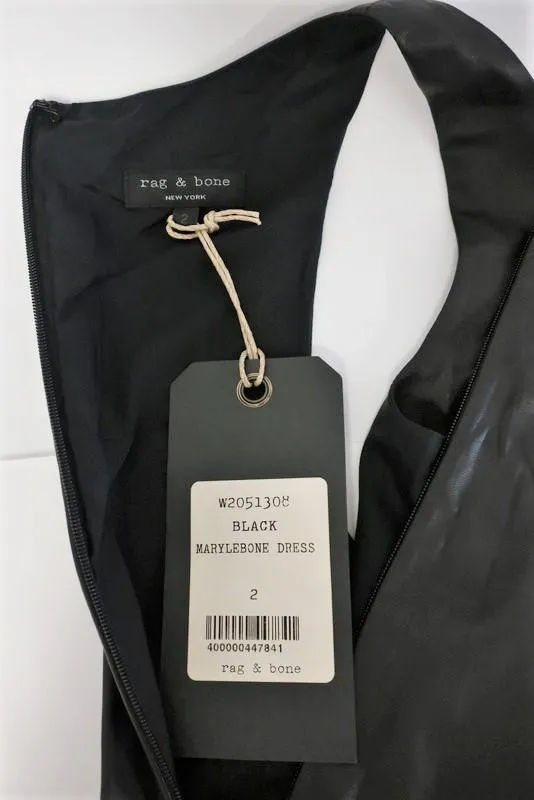 rag & bone
NEW YORK
2
W2051308
BLACK
MARYLEBONE DRESS
2
400000447841
rag & bone